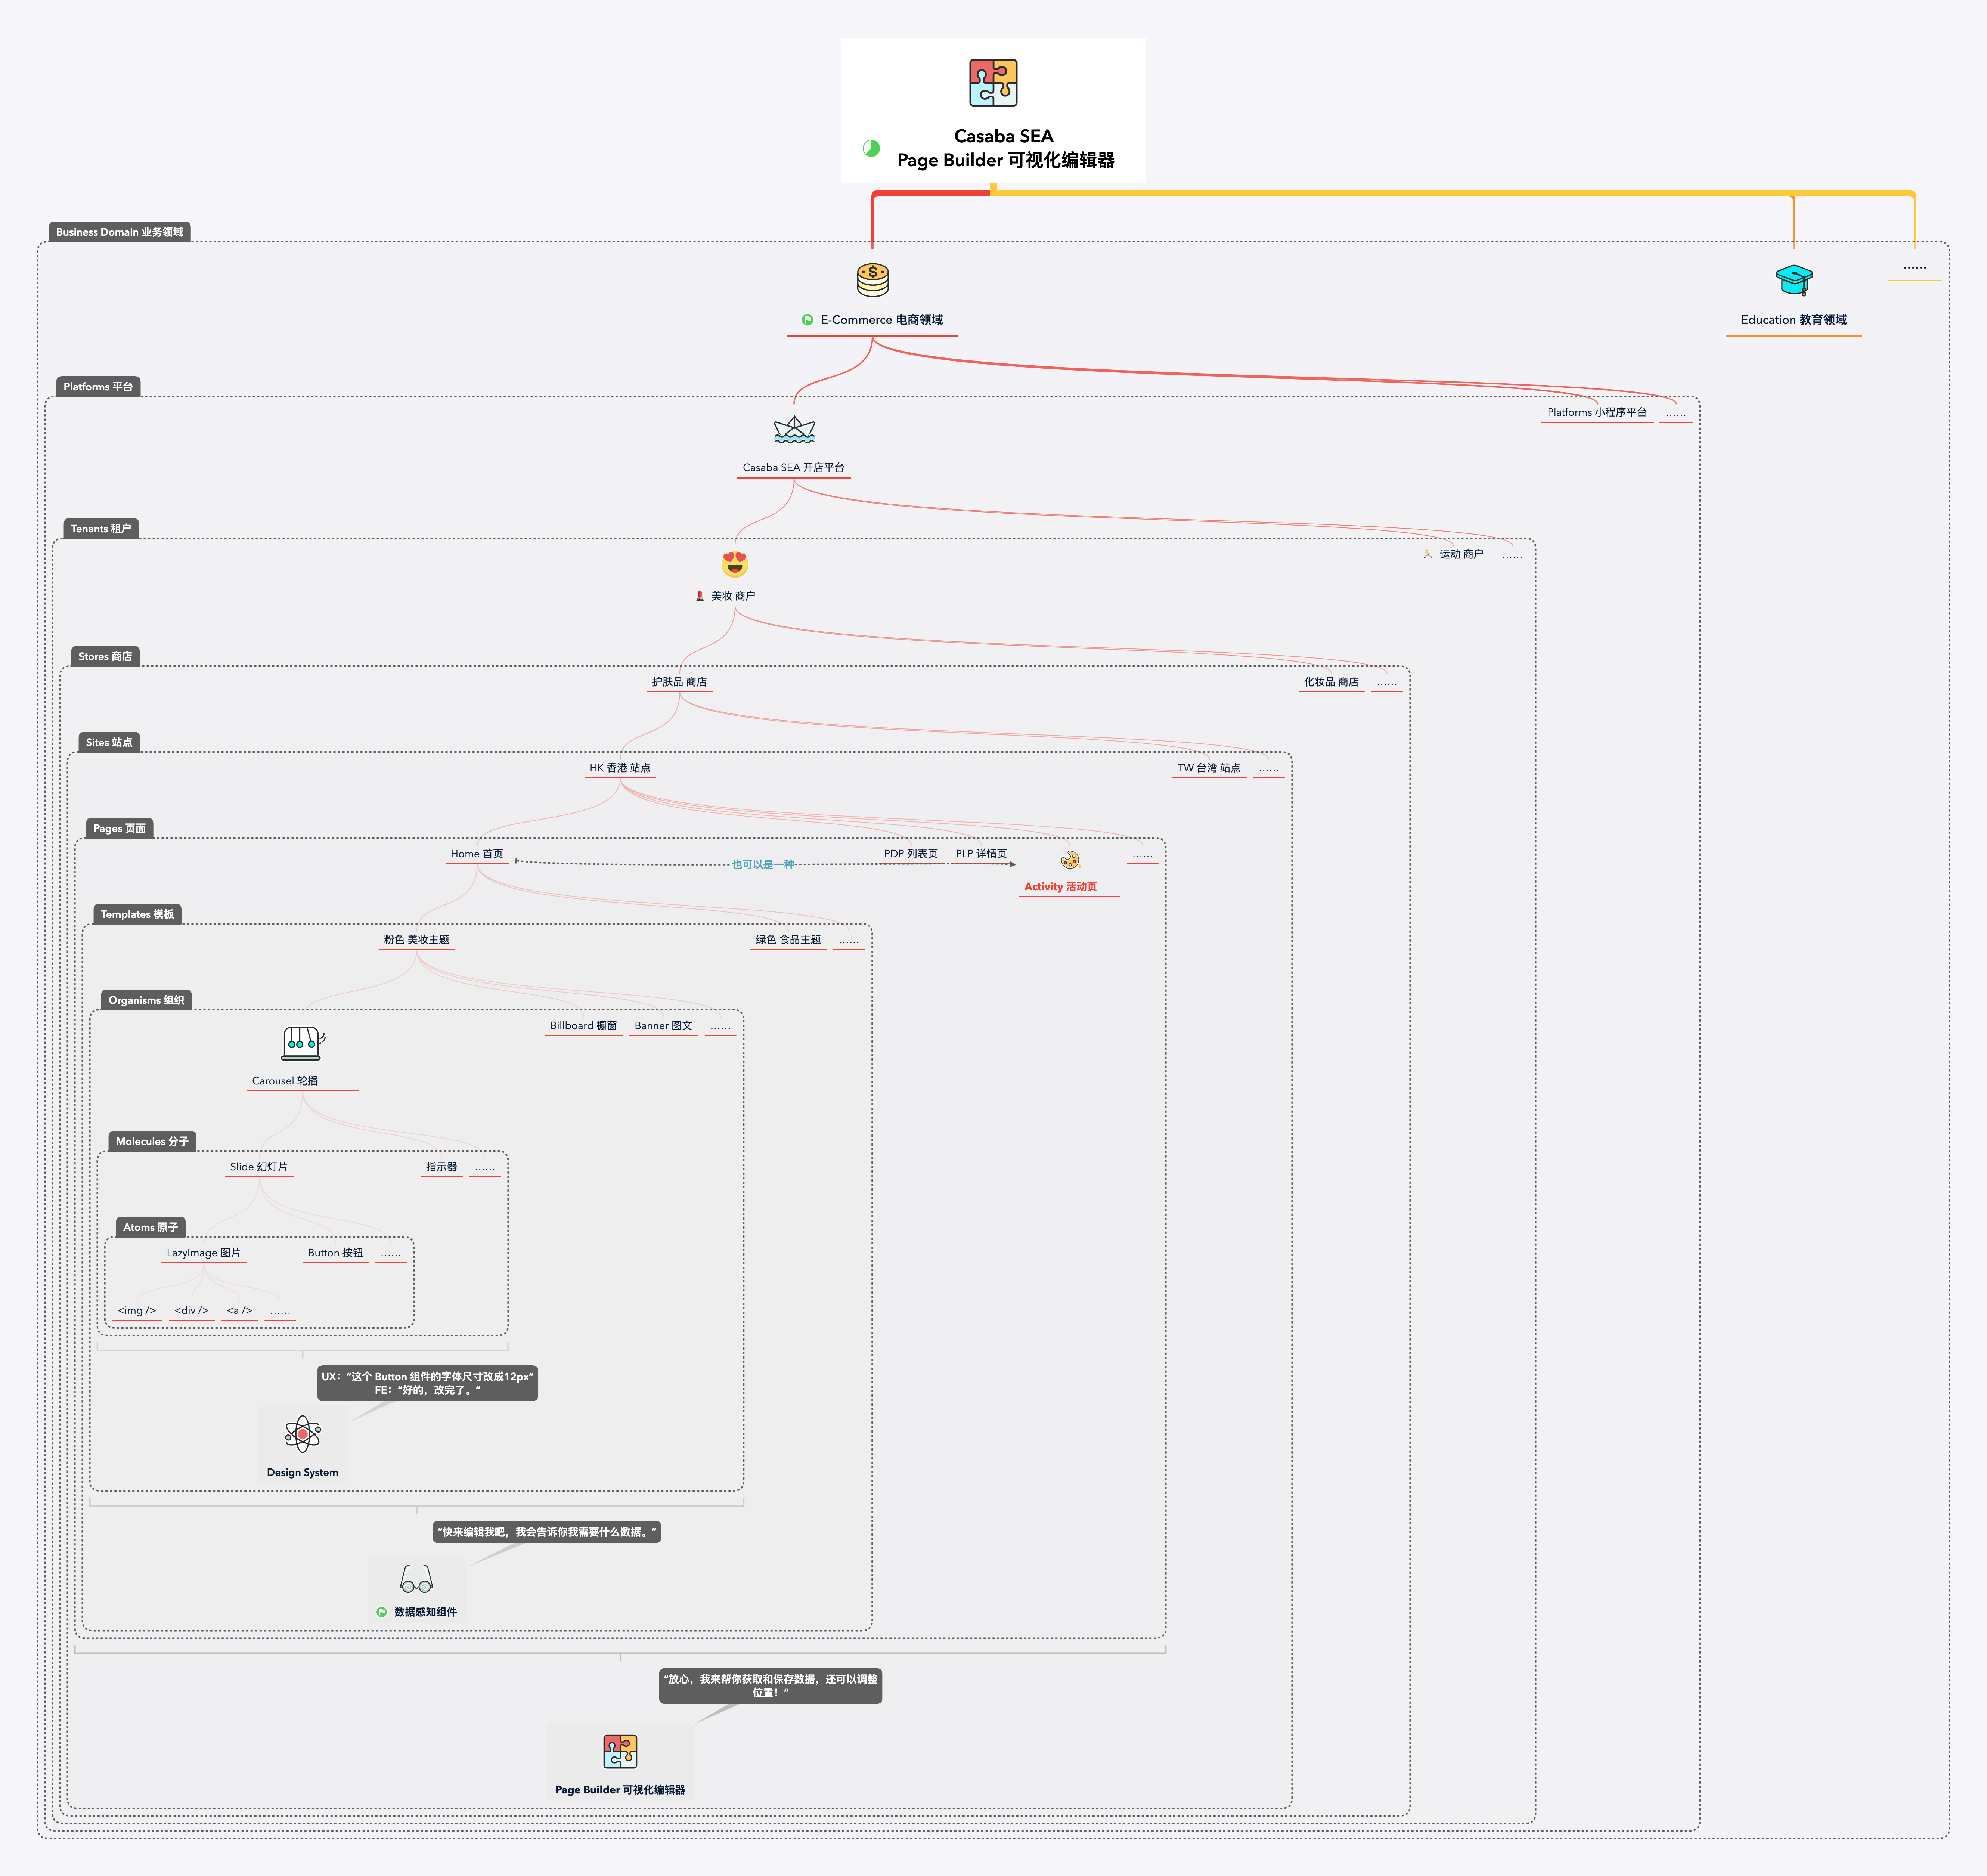 Casaba SEA
Page Builder 可视化编辑器
Business Domain 业务领域
E-Commerce 电商领域
Education 教育领域
……
Platforms 平台
Casaba SEA 开店平台
Platforms 小程序平台
……
Tenants 租户
美妆 商户
运动 商户
……
Stores 商店
护肤品 商店
化妆品 商店
……
Sites 站点
HK 香港 站点
TW 台湾 站点
……
Pages 页面
Home 首页
也可以是一种
PDP 列表页
PLP 详情页
Activity 活动页
……
Templates 模板
粉色 美妆主题
绿色 食品主题
……
Organisms 组织
Carousel 轮播
Billboard 橱窗
Banner 图文
……
Molecules 分子
Slide 幻灯片
指示器
……
Atoms 原子
LazyImage 图片
Button 按钮
……
<img />
<div />
<a />
……
UX：“这个 Button 组件的字体尺寸改成12px”
FE：“好的，改完了。”
Design System
“快来编辑我吧，我会告诉你我需要什么数据。”
数据感知组件
“放心，我来帮你获取和保存数据，还可以调整
位置！”
Page Builder 可视化编辑器